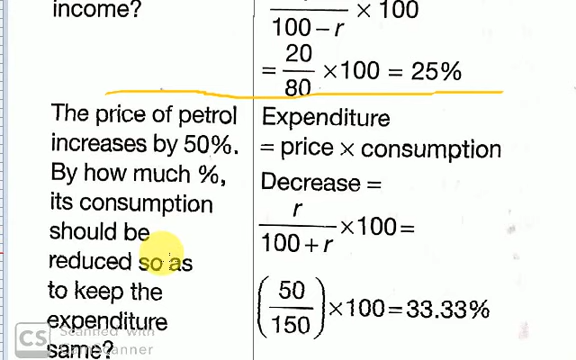 income?
100 − r × 100
= 20/80 ×100 = 25%
The price of petrol
increases by 50%.
By how much %,
its consumption
should be
reduced so as
to keep the
expenditure
same?
Expenditure
= price × consumption
Decrease =
r/(100 + r) ×100=
(50/150) ×100=33.33%
CS Scanned with
CamScanner